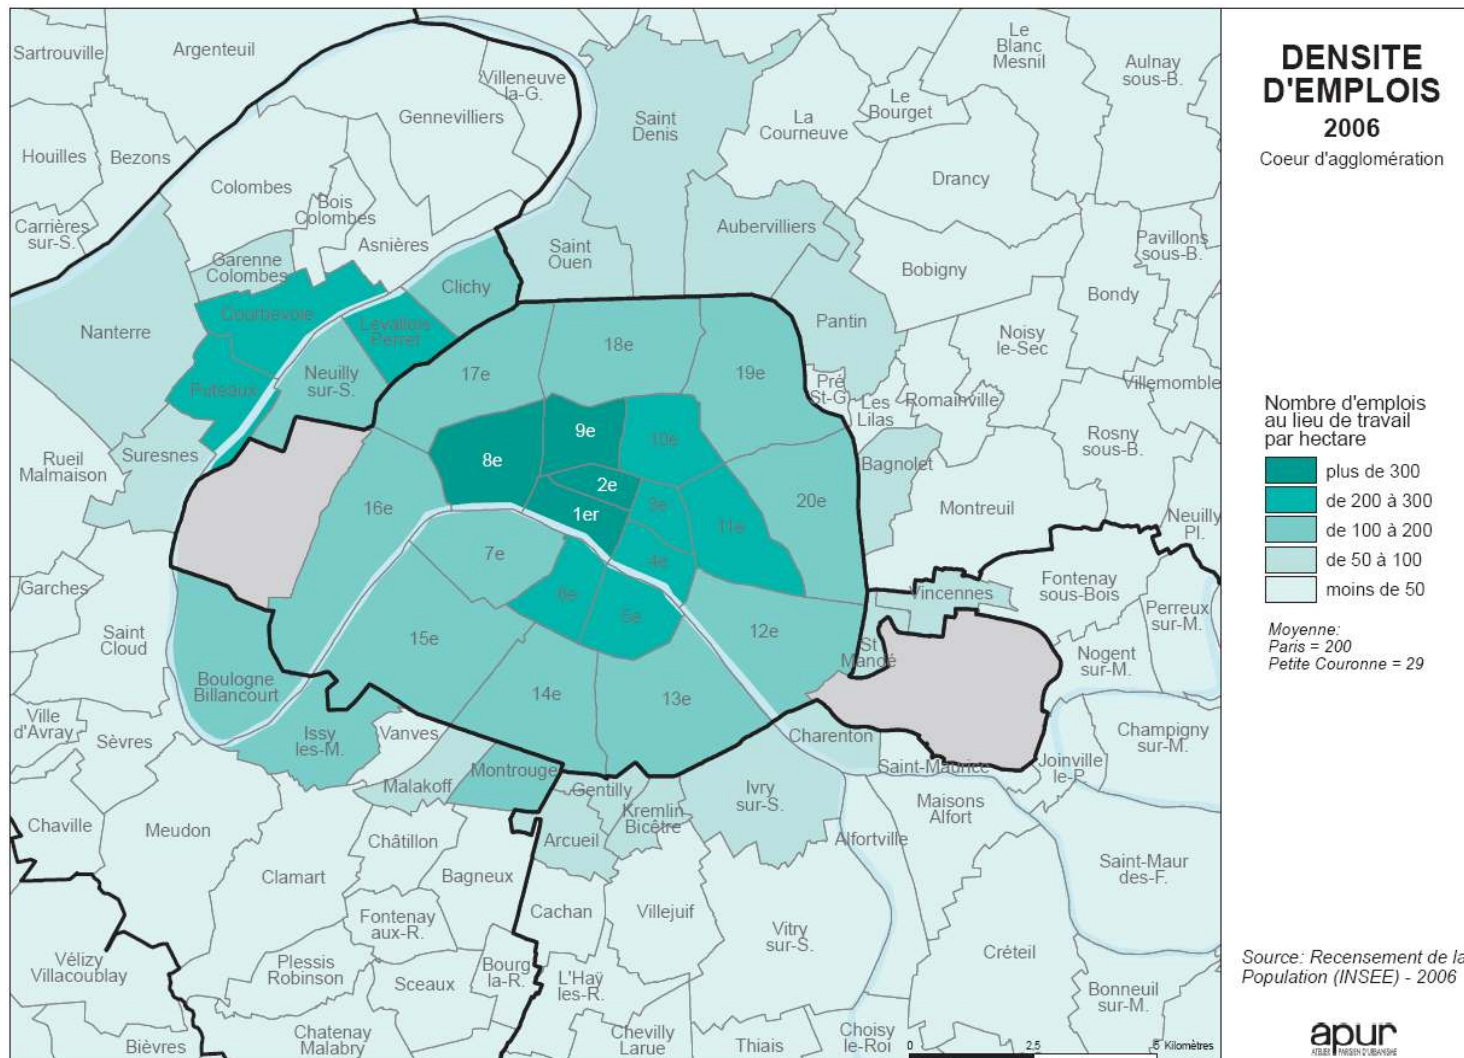 DENSITE
D'EMPLOIS
2006
Coeur d'agglomération
Nombre d'emplois
au lieu de travail
par hectare
plus de 300
de 200 à 300
de 100 à 200
de 50 à 100
moins de 50
Moyenne:
Paris = 200
Petite Couronne = 29
Source: Recensement de la
Population (INSEE) - 2006
apur
Sartrouville
Argenteuil
Villeneuve
la-G.
Gennevilliers
Houilles
Bezons
Colombes
Bois
Colombes
Carrières
sur-S.
Asnières
Garenne
Colombes
Saint
Denis
La
Courneuve
Le
Bourget
Le
Blanc
Mesnil
Aulnay
sous-B.
Drancy
Aubervilliers
Saint
Ouen
Bobigny
Pavillons
sous-B.
Bondy
Clichy
Courbevoie
Levallois
Perret
Nanterre
Puteaux
Neuilly
sur-S.
17e
18e
19e
Pantin
Noisy
le-Sec
Pré
St-G.
Les
Lilas
Romainville
Villemomble
Rosny
sous-B.
Rueil
Malmaison
Suresnes
8e
9e
10e
2e
1er
3e
11e
20e
Bagnolet
Montreuil
Neuilly
Pl.
16e
7e
4e
6e
5e
12e
Garches
Saint
Cloud
Boulogne
Billancourt
15e
14e
13e
St
Mandé
Vincennes
Fontenay
sous-Bois
Perreux
sur-M.
Nogent
sur-M.
Ville
d'Avray
Sèvres
Issy
les-M.
Vanves
Malakoff
Montrouge
Gentilly
Kremlin
Bicêtre
Ivry
sur-S.
Charenton
Saint-Maurice
Joinville
le-P.
Champigny
sur-M.
Chaville
Meudon
Châtillon
Arcueil
Alfortville
Maisons
Alfort
Saint-Maur
des-F.
Clamart
Bagneux
Fontenay
aux-R.
Cachan
Villejuif
Vitry
sur-S.
Créteil
Vélizy
Villacoublay
Plessis
Robinson
Sceaux
Bourg
la-R.
L'Haÿ
les-R.
Bonneuil
sur-M.
Bièvres
Chatenay
Malabry
Chevilly
Larue
Thiais
Choisy
le-Roi
0 2,5 5 Kilomètres